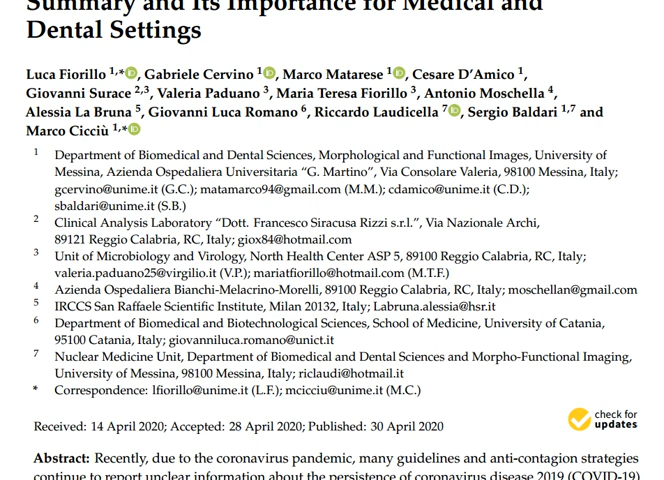 Summary and Its Importance for Medical and
Dental Settings
Luca Fiorillo 1,*, Gabriele Cervino 1, Marco Matarese 1, Cesare D’Amico 1,
Giovanni Surace 2,3, Valeria Paduano 3, Maria Teresa Fiorillo 3, Antonio Moschella 4,
Alessia La Bruna 5, Giovanni Luca Romano 6, Riccardo Laudicella 7, Sergio Baldari 1,7 and
Marco Cicciù 1,*
1 Department of Biomedical and Dental Sciences, Morphological and Functional Images, University of
Messina, Azienda Ospedaliera Universitaria “G. Martino”, Via Consolare Valeria, 98100 Messina, Italy;
gcervino@unime.it (G.C.); matamarco94@gmail.com (M.M.); cdamico@unime.it (C.D.);
sbaldari@unime.it (S.B.)
2 Clinical Analysis Laboratory “Dott. Francesco Siracusa Rizzi s.r.l.”, Via Nazionale Archi,
89121 Reggio Calabria, RC, Italy; giox84@hotmail.com
3 Unit of Microbiology and Virology, North Health Center ASP 5, 89100 Reggio Calabria, RC, Italy;
valeria.paduano25@virgilio.it (V.P.); mariatfiorillo@hotmail.com (M.T.F.)
4 Azienda Ospedaliera Bianchi-Melacrino-Morelli, 89100 Reggio Calabria, RC, Italy; moschellan@gmail.com
5 IRCCS San Raffaele Scientific Institute, Milan 20132, Italy; Labruna.alessia@hsr.it
6 Department of Biomedical and Biotechnological Sciences, School of Medicine, University of Catania,
95100 Catania, Italy; giovanniluca.romano@unict.it
7 Nuclear Medicine Unit, Department of Biomedical and Dental Sciences and Morpho-Functional Imaging,
University of Messina, 98100 Messina, Italy; riclaudi@hotmail.it
* Correspondence: lfiorillo@unime.it (L.F.); mcicciu@unime.it (M.C.)
check for
updates
Received: 14 April 2020; Accepted: 28 April 2020; Published: 30 April 2020
Abstract: Recently, due to the coronavirus pandemic, many guidelines and anti-contagion strategies
continue to report unclear information about the persistence of coronavirus disease 2019 (COVID-19)